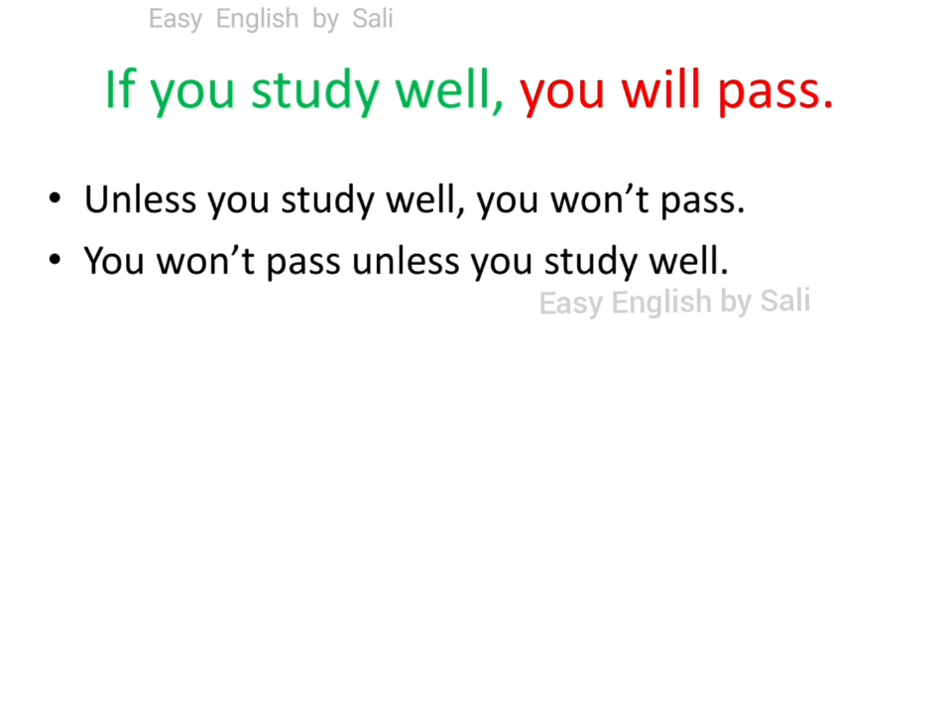 Easy English by Sali
If you study well, you will pass.
• Unless you study well, you won’t pass.
• You won’t pass unless you study well.
Easy English by Sali